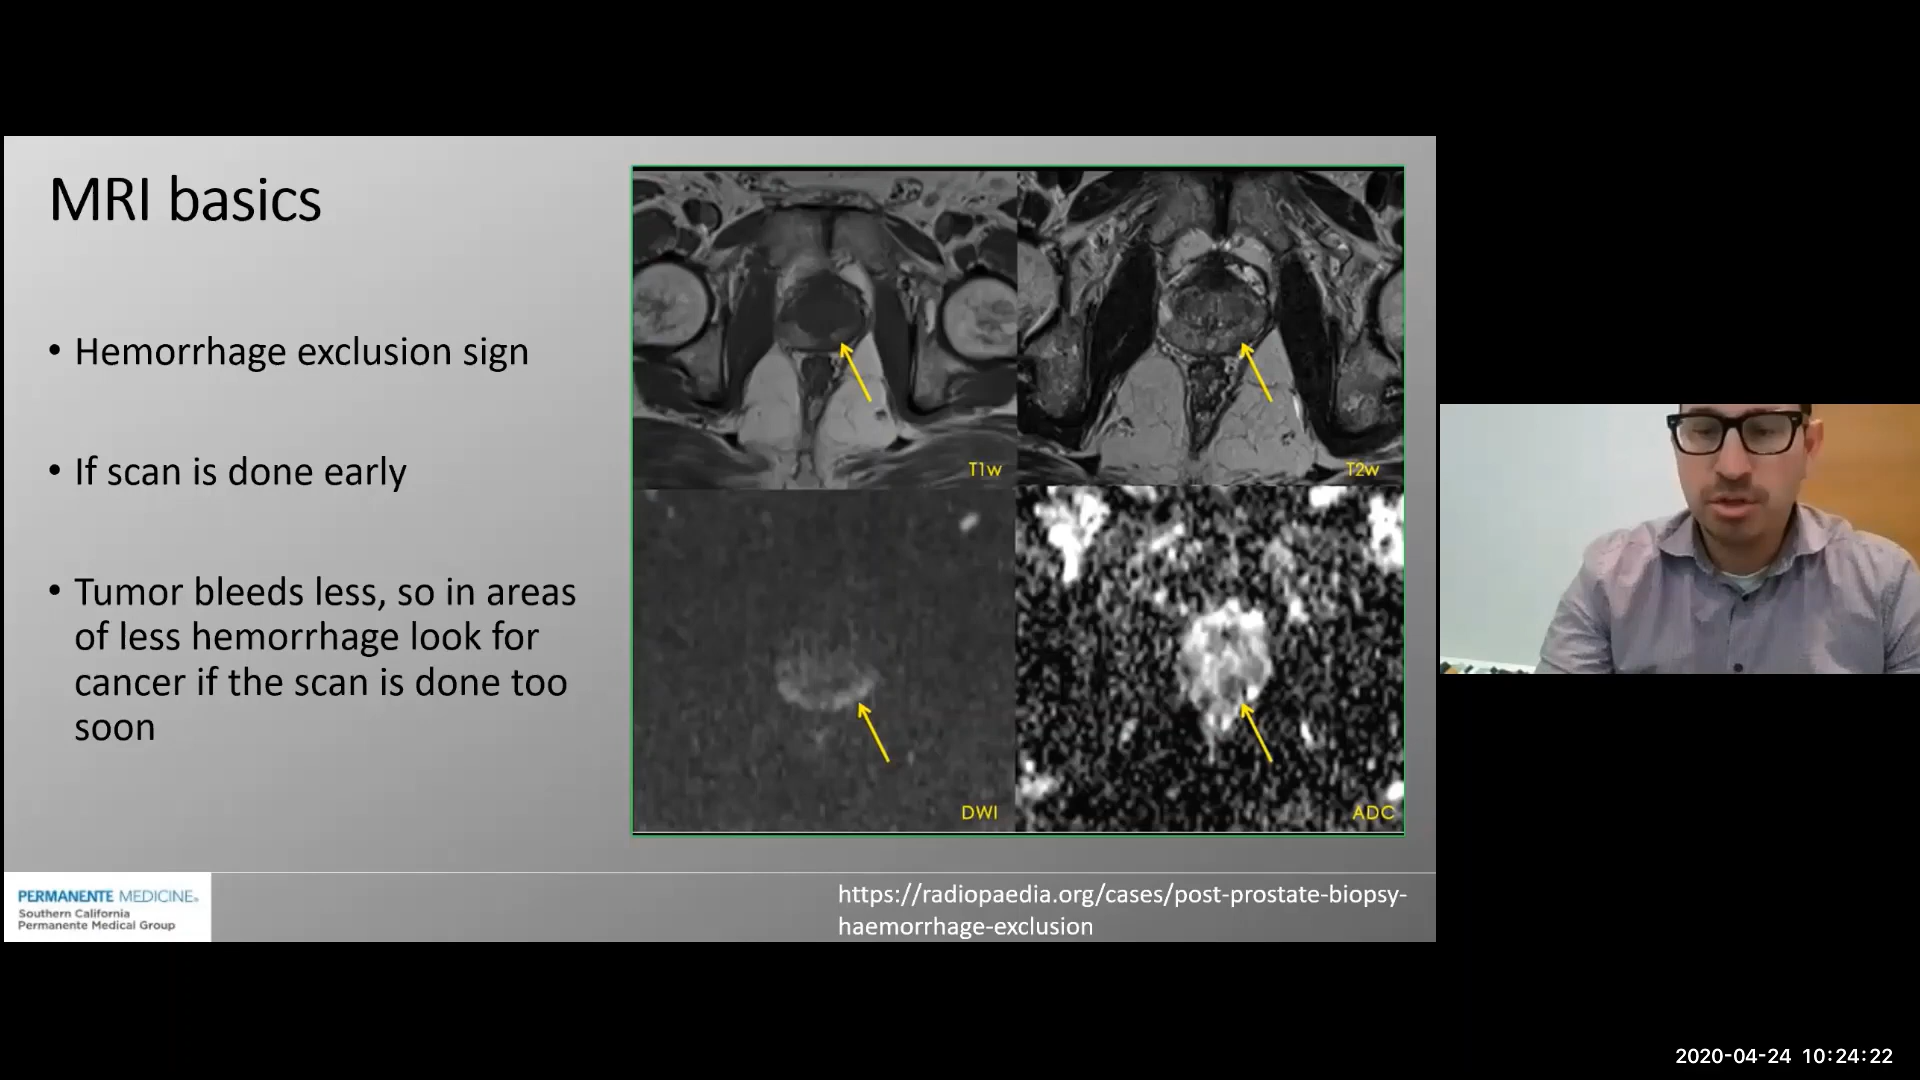 MRI basics
• Hemorrhage exclusion sign
• If scan is done early
• Tumor bleeds less, so in areas
of less hemorrhage look for
cancer if the scan is done too
soon
T1w
T2w
DWI
ADC
PERMANENTE MEDICINE®
Southern California
Permanente Medical Group
https://radiopaedia.org/cases/post-prostate-biopsy-
haemorrhage-exclusion
2020-04-24 10:24:22